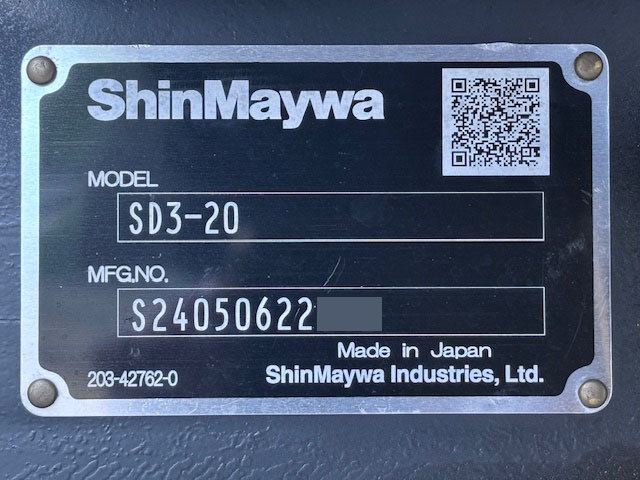 ShinMaywa
MODEL
SD3-20
MFG.NO.
S24050622
Made in Japan
203-42762-0
ShinMaywa Industries, Ltd.